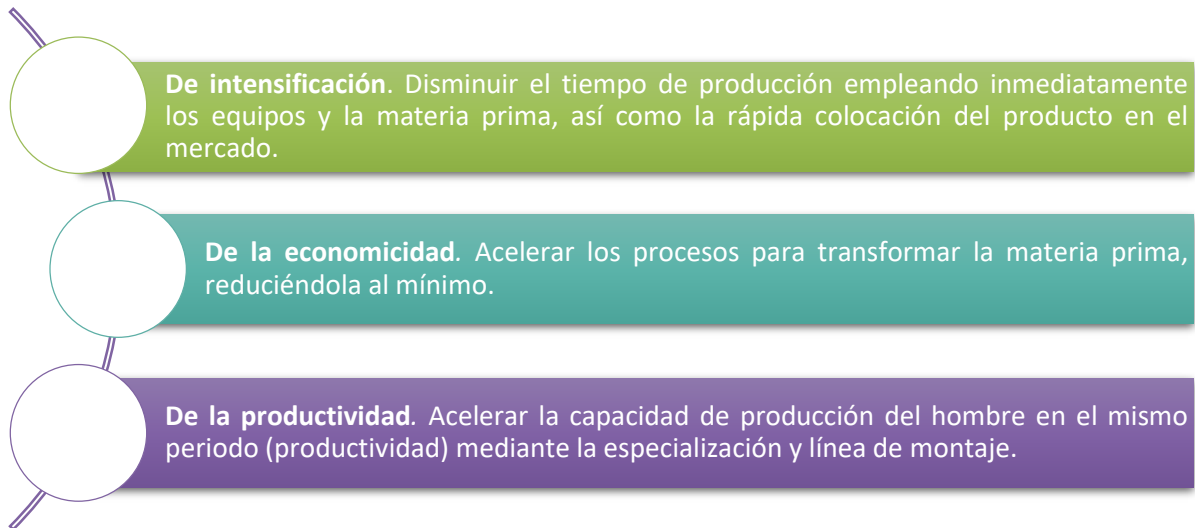 De intensificación. Disminuir el tiempo de producción empleando inmediatamente
los equipos y la materia prima, así como la rápida colocación del producto en el
mercado.
De la economicidad. Acelerar los procesos para transformar la materia prima,
reduciéndola al mínimo.
De la productividad. Acelerar la capacidad de producción del hombre en el mismo
periodo (productividad) mediante la especialización y línea de montaje.